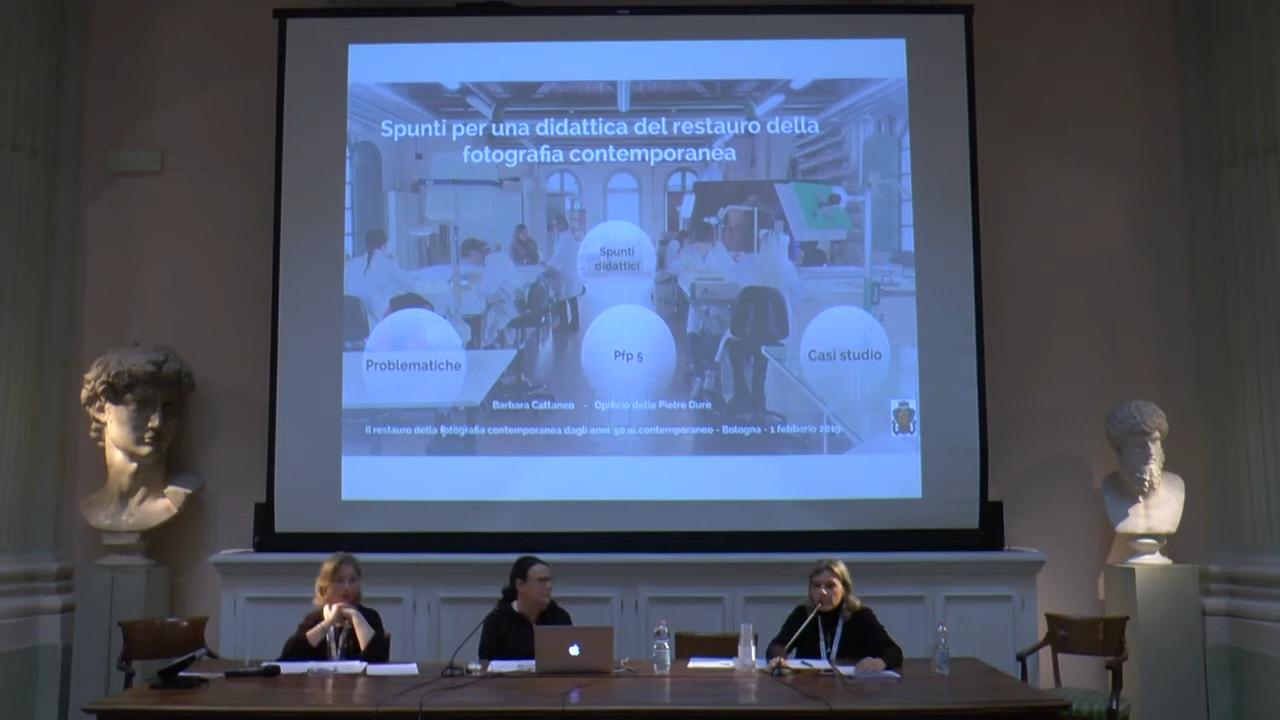 Spunti per una didattica del restauro della
fotografia contemporanea
Spunti
didattici
Problematiche
Pfp 5
Casi studio
Barbara Cattaneo - Opificio delle Pietre Dure
Il restauro della fotografia contemporanea dagli anni '50 al contemporaneo - Bologna - 1 febbario 2019